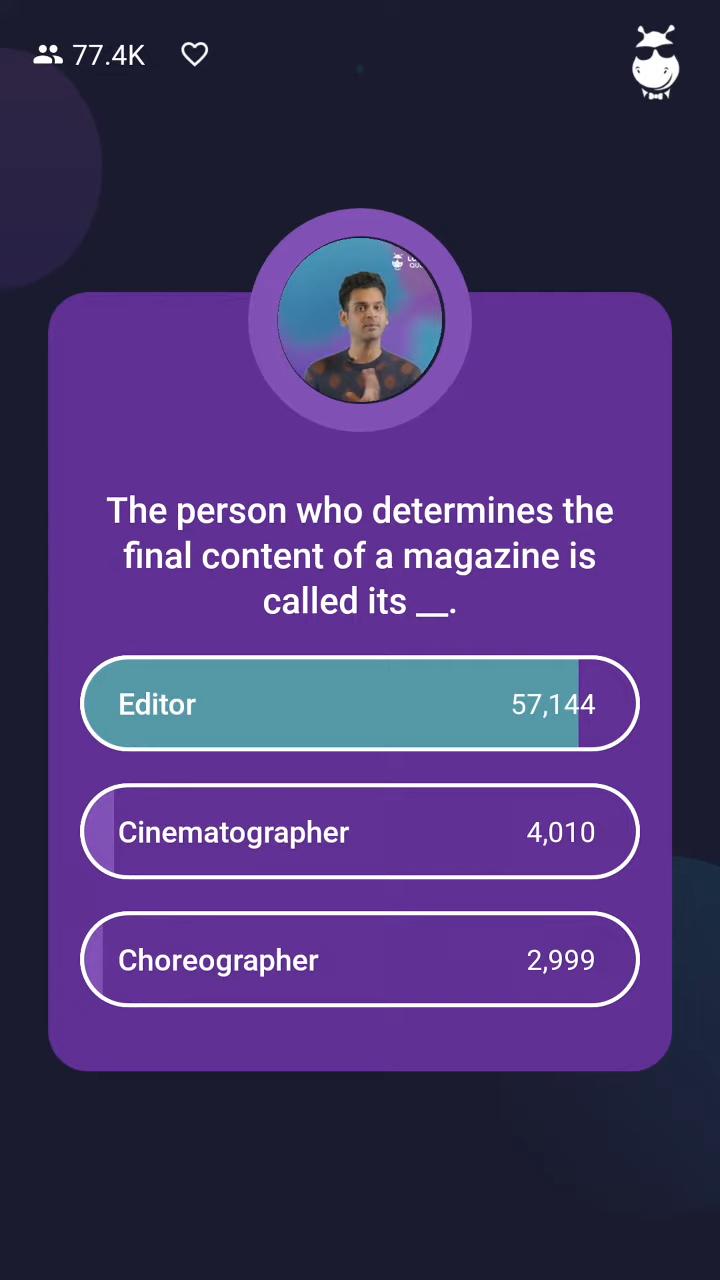 77.4K
The person who determines the
final content of a magazine is
called its __.
Editor 57,144
Cinematographer 4,010
Choreographer 2,999